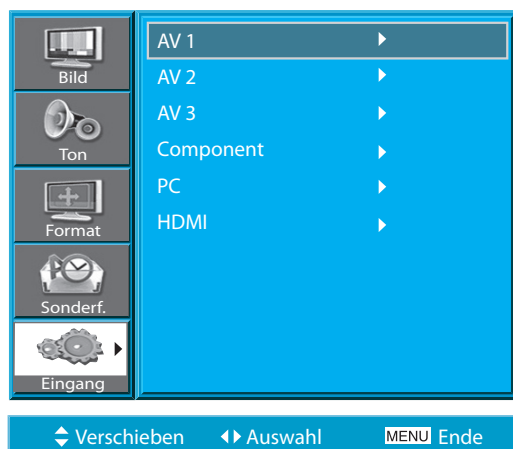 Bild
Ton
Format
Sonderf.
Eingang
AV 1
AV 2
AV 3
Component
PC
HDMI
Verschieben Auswahl MENU Ende